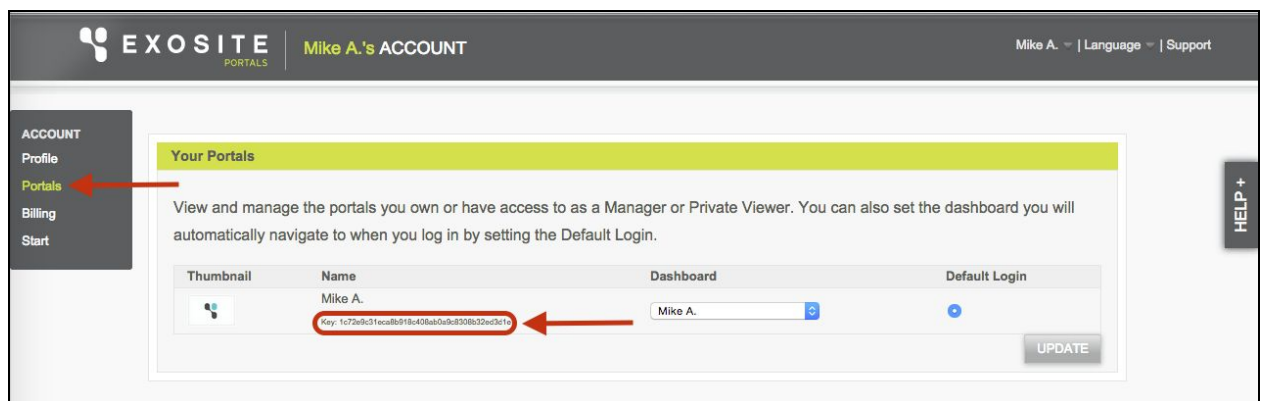 EXOSITE
PORTALS
Mike A.'s ACCOUNT
Mike A. | Language | Support
ACCOUNT
Profile
Portals
Billing
Start
Your Portals
View and manage the portals you own or have access to as a Manager or Private Viewer. You can also set the dashboard you will
automatically navigate to when you log in by setting the Default Login.
Thumbnail Name Dashboard Default Login
Mike A.
Key:
Mike A.
UPDATE
HELP +